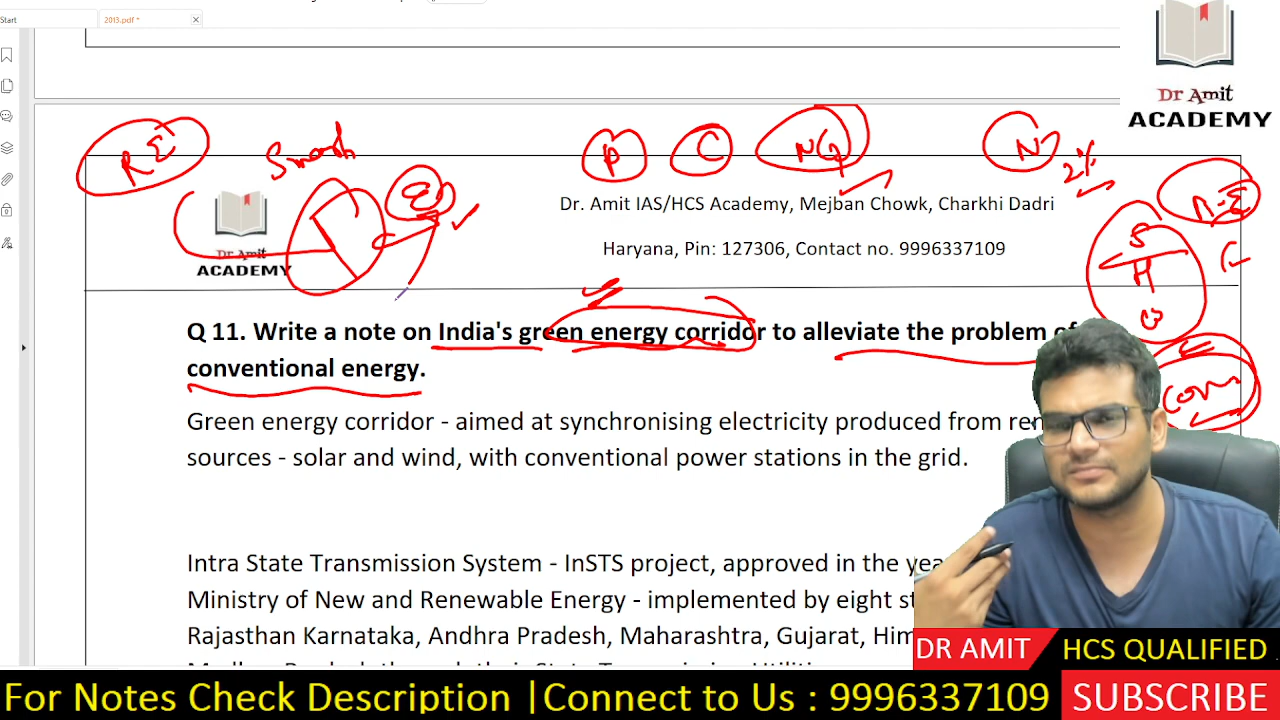 Start
2013.pdf *
Dr Amit
ACADEMY
R E
Smooth
P
C
NG
N
2%
R-E
S
H
Dr Amit
ACADEMY
Dr. Amit IAS/HCS Academy, Mejban Chowk, Charkhi Dadri
Haryana, Pin: 127306, Contact no. 9996337109
Q 11. Write a note on India's green energy corridor to alleviate the problem of
conventional energy.
Green energy corridor - aimed at synchronising electricity produced from
sources - solar and wind, with conventional power stations in the grid.
Intra State Transmission System - InSTS project, approved in the
Ministry of New and Renewable Energy - implemented by eight
Rajasthan Karnataka, Andhra Pradesh, Maharashtra, Gujarat,
DR AMIT
HCS QUALIFIED
For Notes Check Description | Connect to Us : 9996337109
SUBSCRIBE